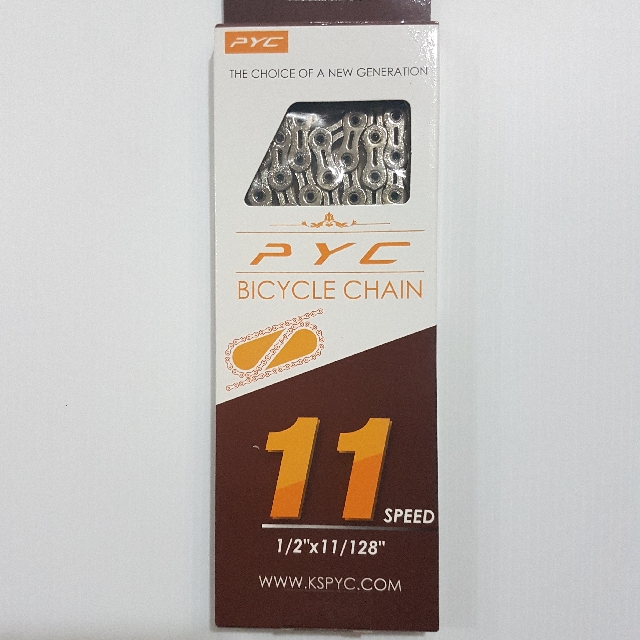 PYC
THE CHOICE OF A NEW GENERATION
PYC
BICYCLE CHAIN
11 SPEED
1/2"x11/128"
WWW.KSPYC.COM